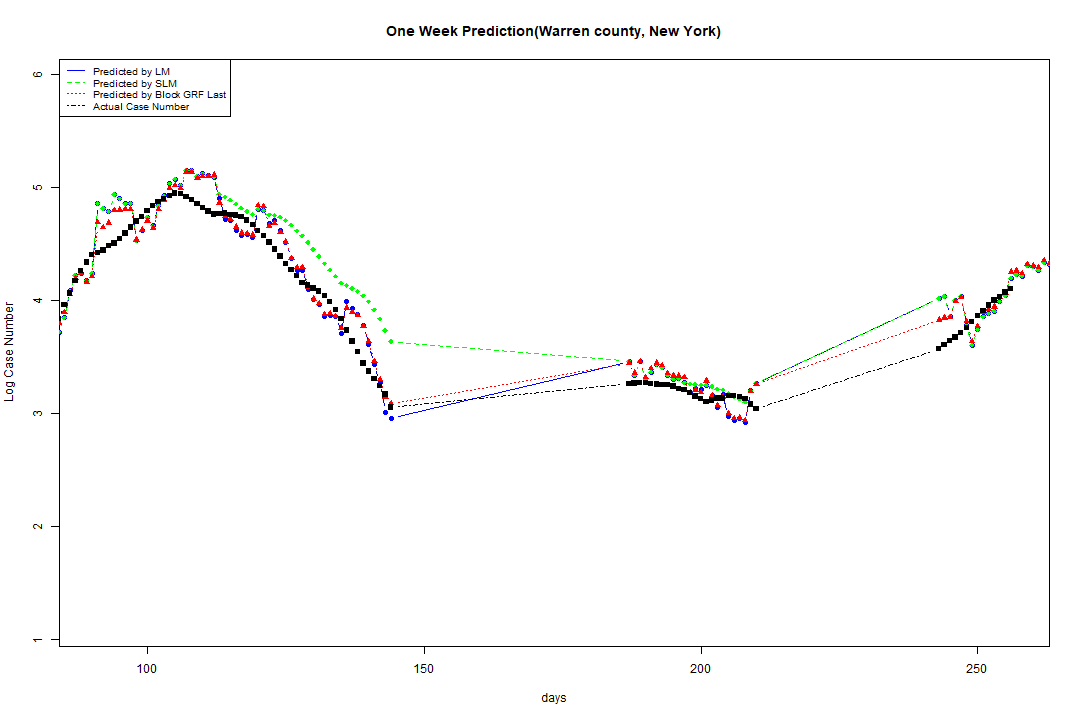 One Week Prediction(Warren county, New York)
Predicted by LM
Predicted by SLM
Predicted by Block GRF Last
Actual Case Number
6
5
4
3
2
1
Log Case Number
100 150 200 250
days